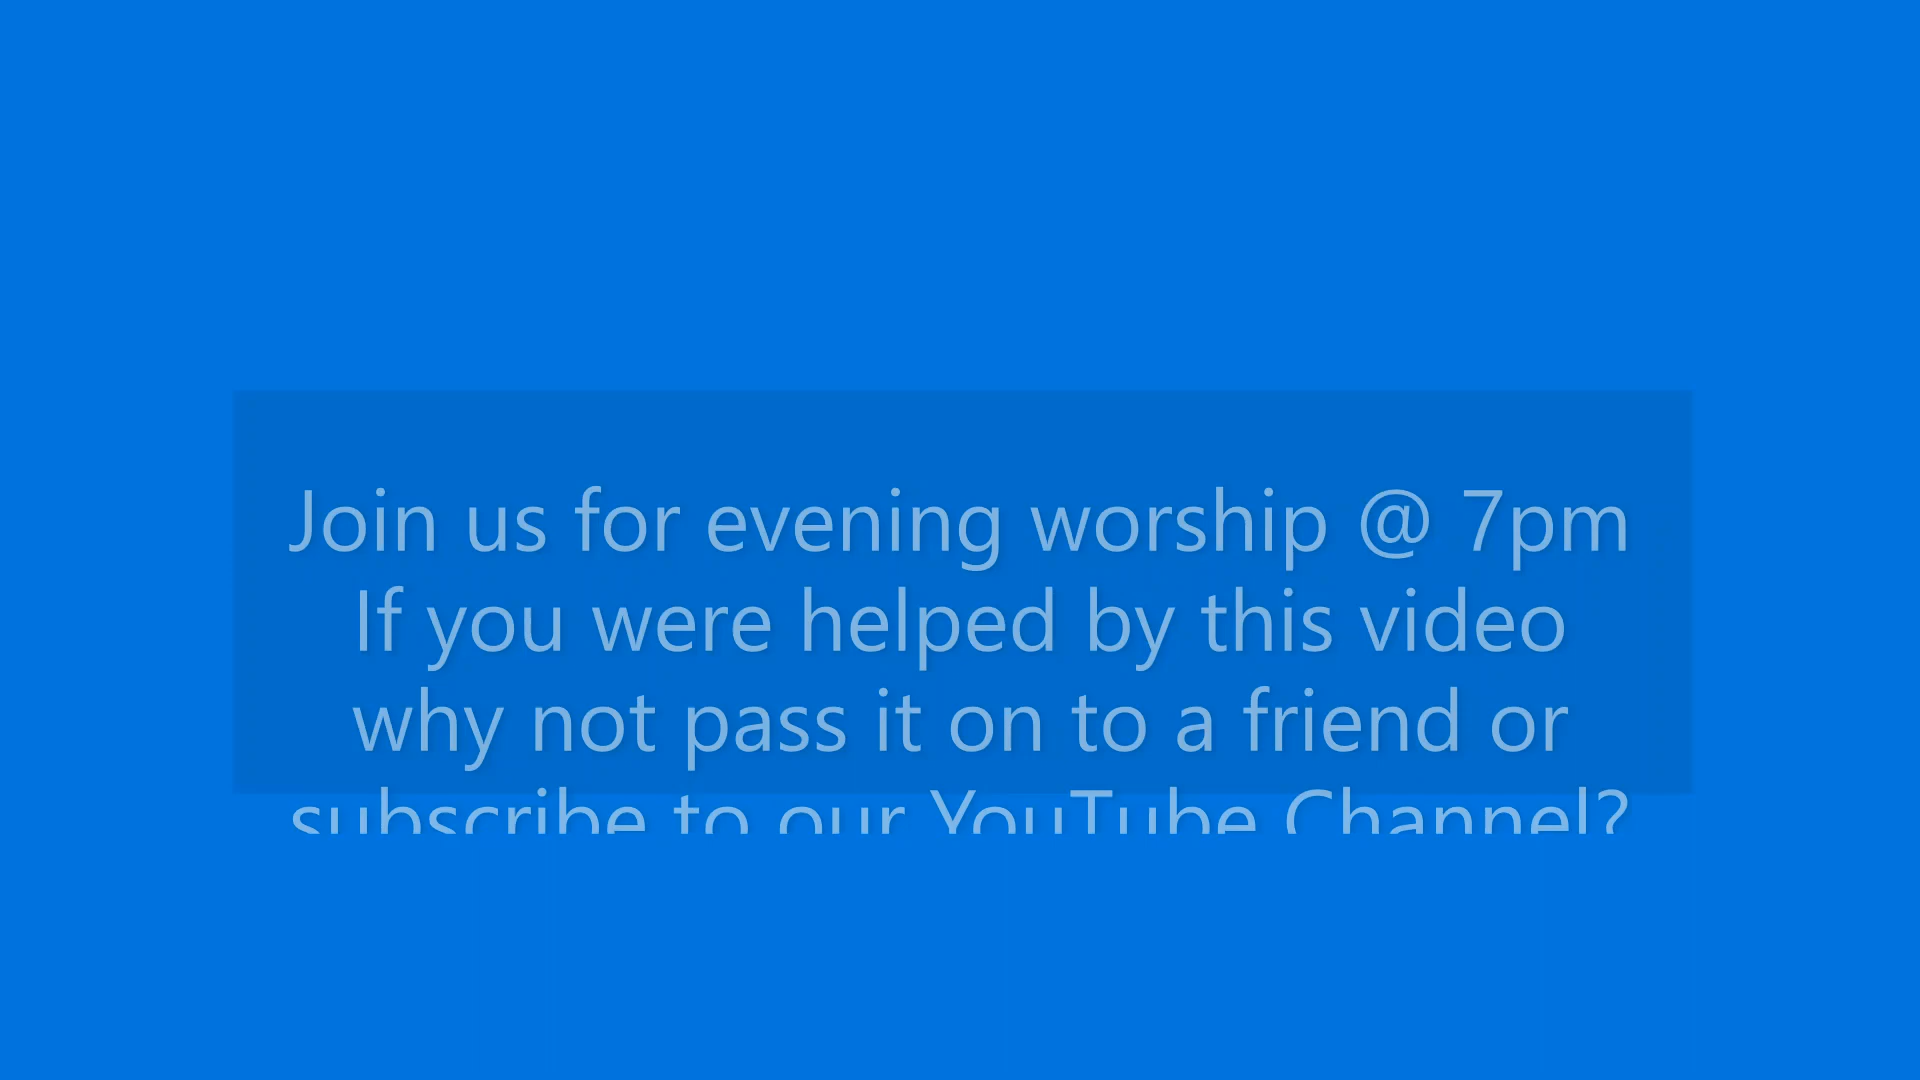 Join us for evening worship @ 7pm
If you were helped by this video
why not pass it on to a friend or
subscribe to our YouTube Channel?